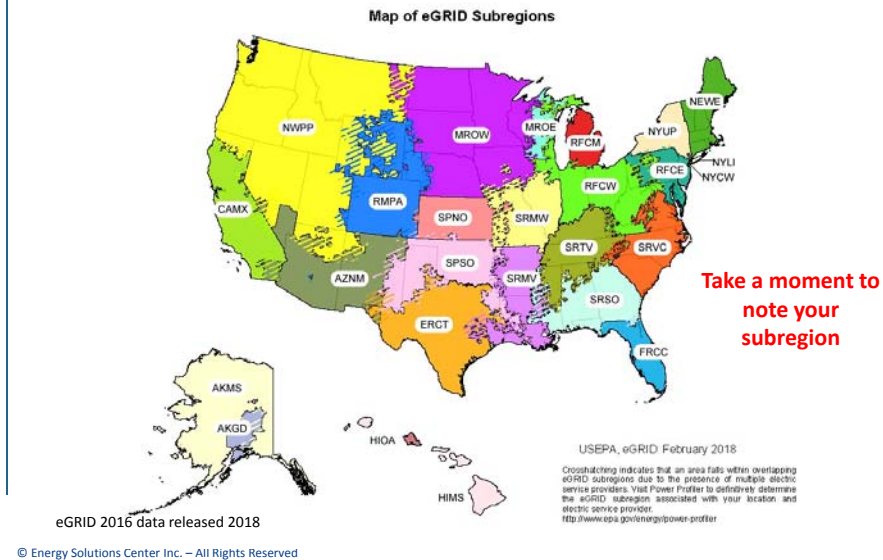 Map of eGRID Subregions
NWPP
MROW
MROE
RFCM
NYUP
NEWE
NYLI
NYCW
RFCE
RFCW
CAMX
RMPA
SPNO
SRMW
SRTV
SRVC
AZNM
SPSO
SRMV
SRSO
ERCT
FRCC
Take a moment to
note your
subregion
AKMS
AKGD
HIOA
HIMS
USEPA, eGRID February 2018
Crosshatching indicates that an area falls within overlapping
eGRID subregions due to the presence of multiple electric
service providers. Visit Power Profiler to definitively determine
the eGRID subregion associated with your location and
electric service provider.
http://www.epa.gov/energy/power-profiler
eGRID 2016 data released 2018
© Energy Solutions Center Inc. – All Rights Reserved